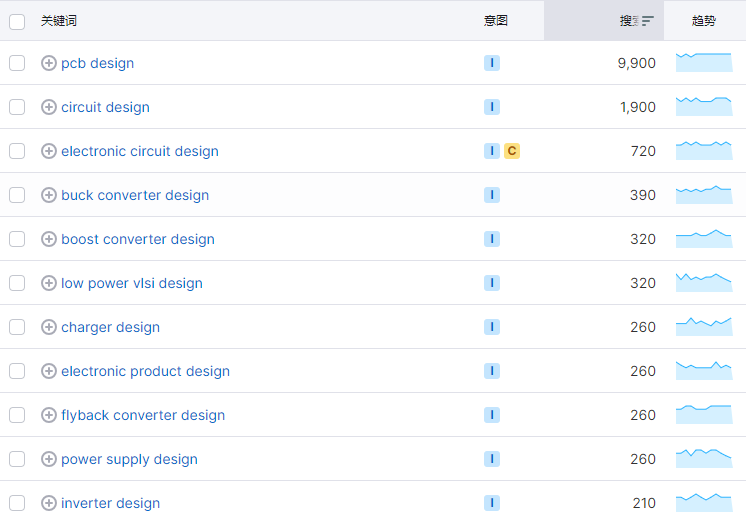 关键词 意图 搜 趋势
pcb design I 9,900
circuit design I 1,900
electronic circuit design I C 720
buck converter design I 390
boost converter design I 320
low power vlsi design I 320
charger design I 260
electronic product design I 260
flyback converter design I 260
power supply design I 260
inverter design I 210